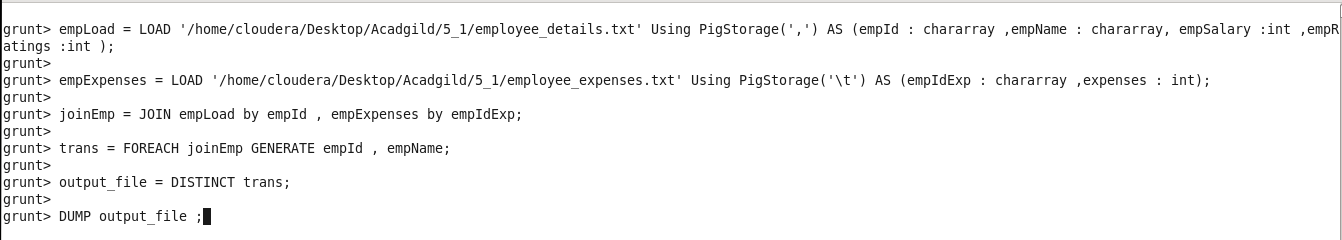 grunt> empLoad = LOAD '/home/cloudera/Desktop/Acadgild/5_1/employee_details.txt' Using PigStorage(',') AS (empId : chararray ,empName : chararray, empSalary :int ,empR
atings :int );
grunt>
grunt> empExpenses = LOAD '/home/cloudera/Desktop/Acadgild/5_1/employee_expenses.txt' Using PigStorage('\t') AS (empIdExp : chararray ,expenses : int);
grunt>
grunt> joinEmp = JOIN empLoad by empId , empExpenses by empIdExp;
grunt>
grunt> trans = FOREACH joinEmp GENERATE empId , empName;
grunt>
grunt> output_file = DISTINCT trans;
grunt>
grunt> DUMP output_file ;